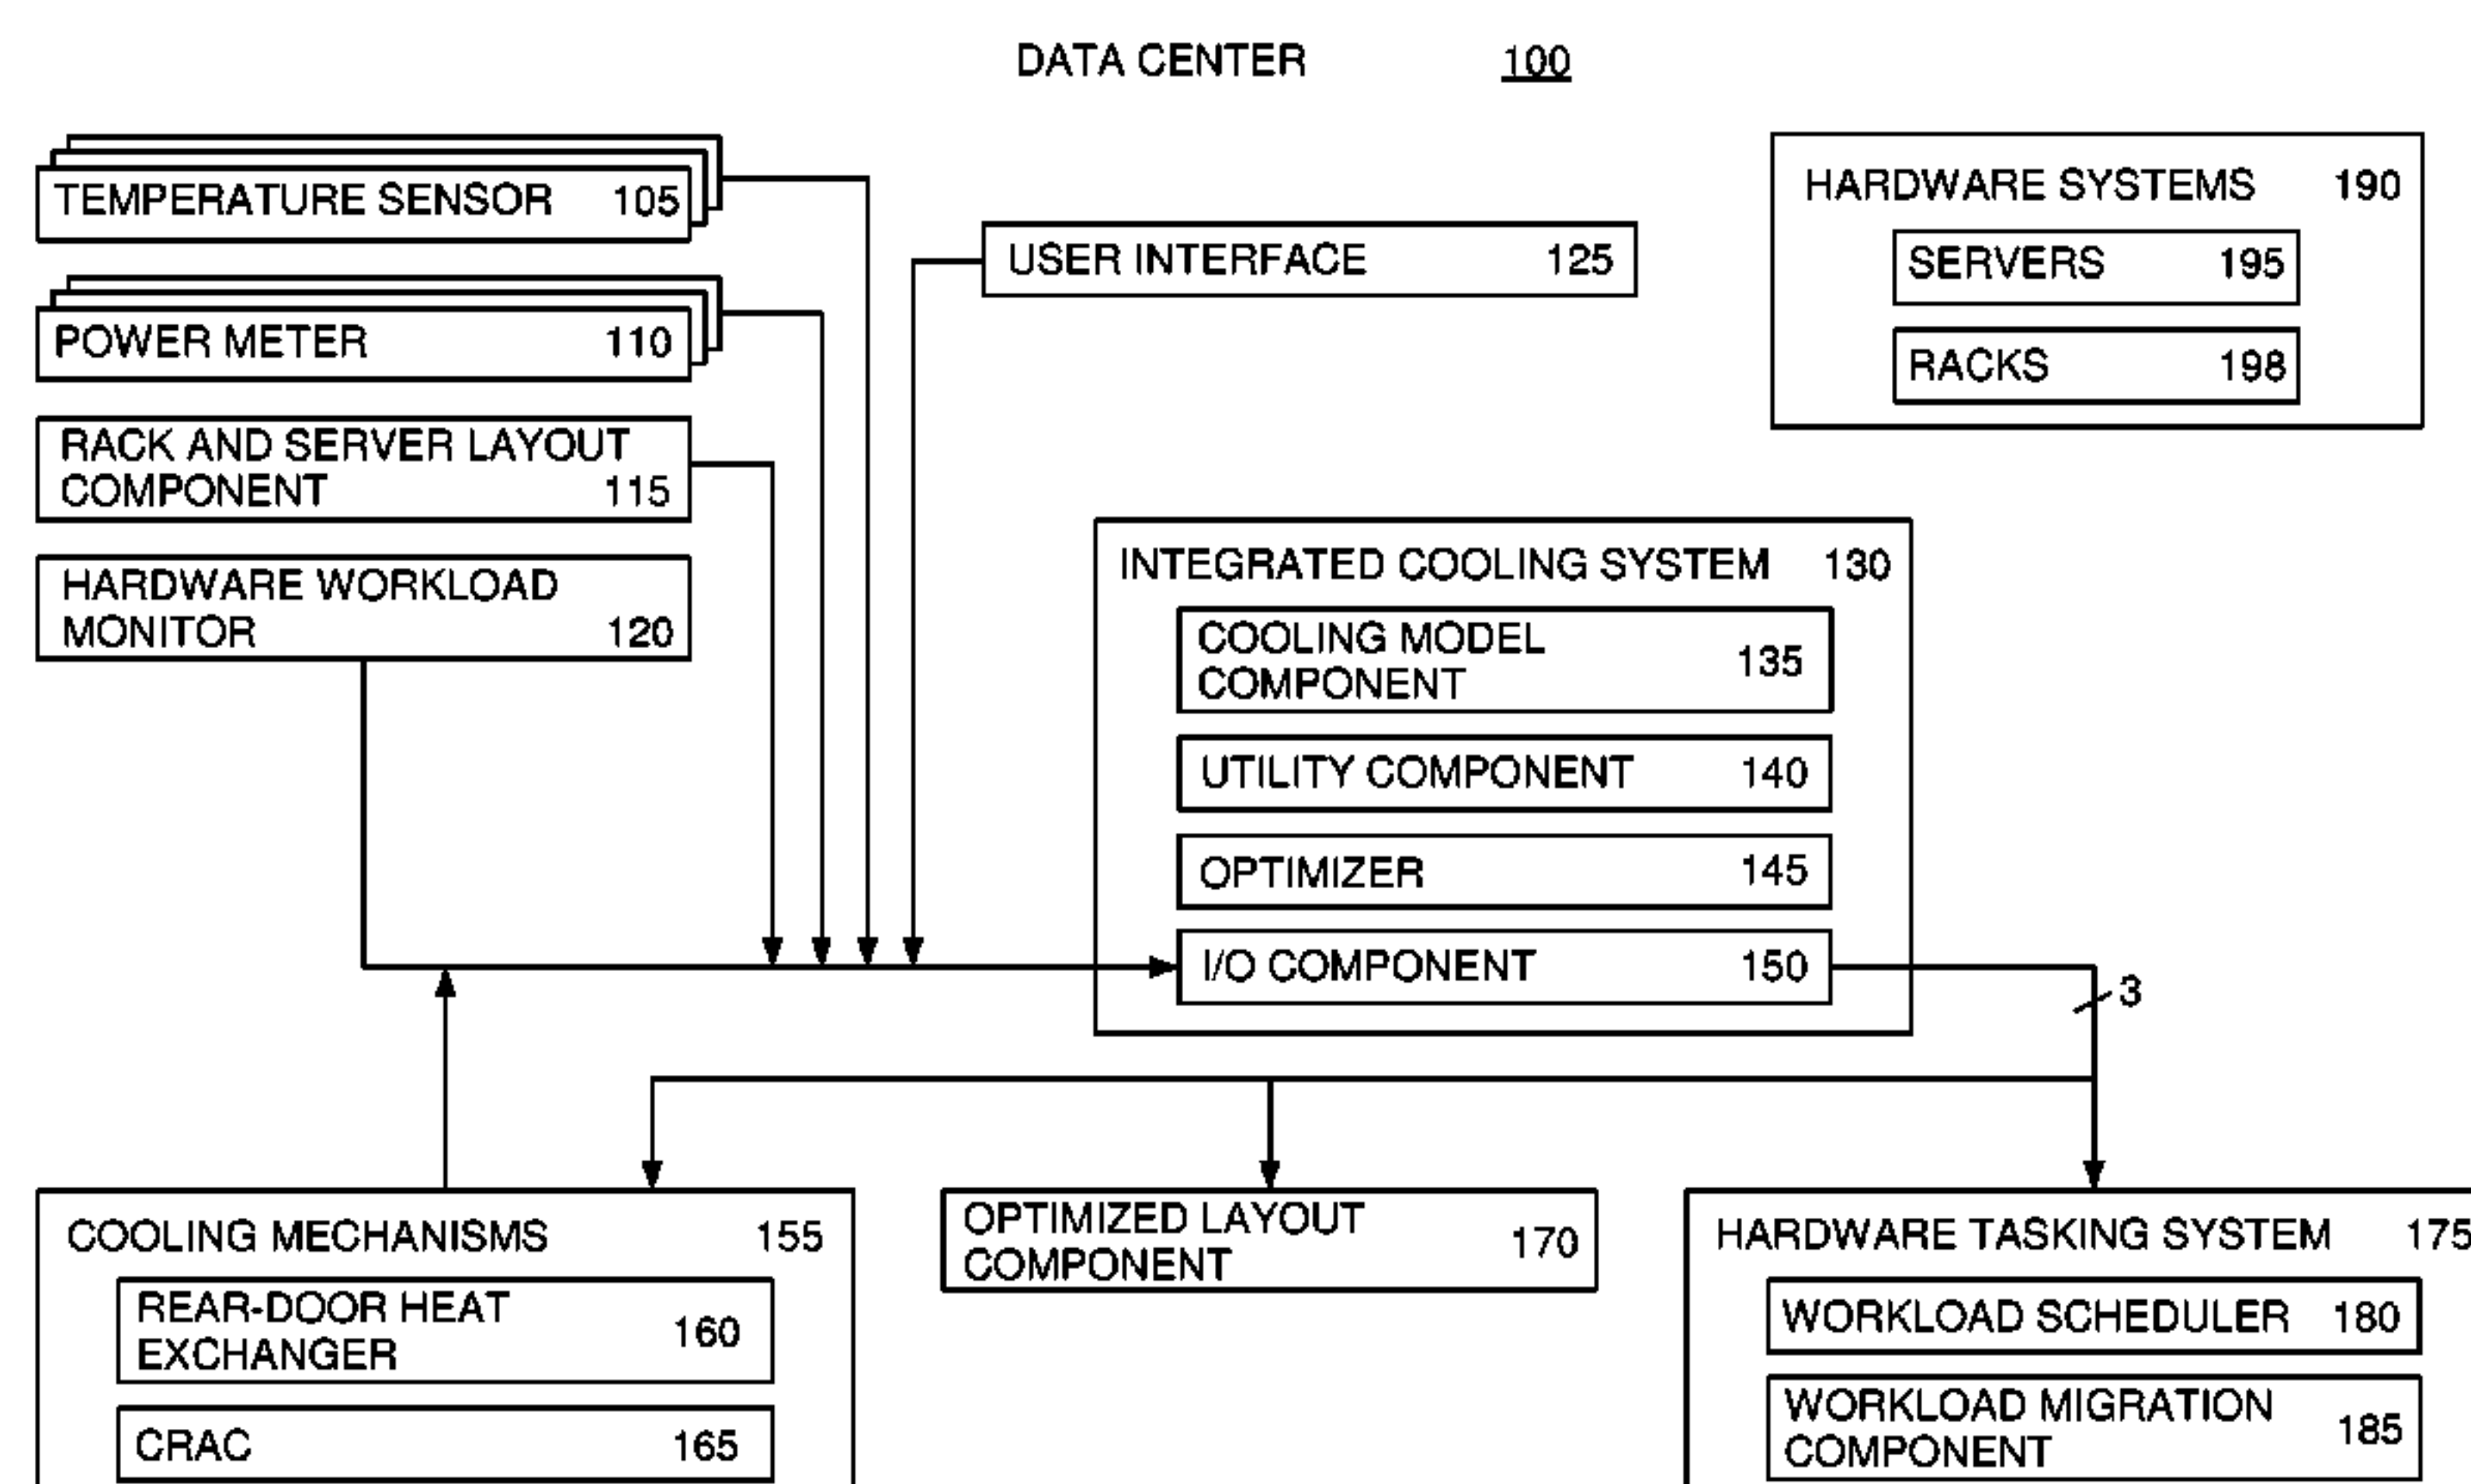 DATA CENTER 100
TEMPERATURE SENSOR 105
POWER METER 110
RACK AND SERVER LAYOUT
COMPONENT 115
HARDWARE WORKLOAD
MONITOR 120
USER INTERFACE 125
HARDWARE SYSTEMS 190
SERVERS 195
RACKS 198
INTEGRATED COOLING SYSTEM 130
COOLING MODEL
COMPONENT 135
UTILITY COMPONENT 140
OPTIMIZER 145
I/O COMPONENT 150
3
COOLING MECHANISMS 155
REAR-DOOR HEAT
EXCHANGER 160
CRAC 165
OPTIMIZED LAYOUT
COMPONENT 170
HARDWARE TASKING SYSTEM 175
WORKLOAD SCHEDULER 180
WORKLOAD MIGRATION
COMPONENT 185